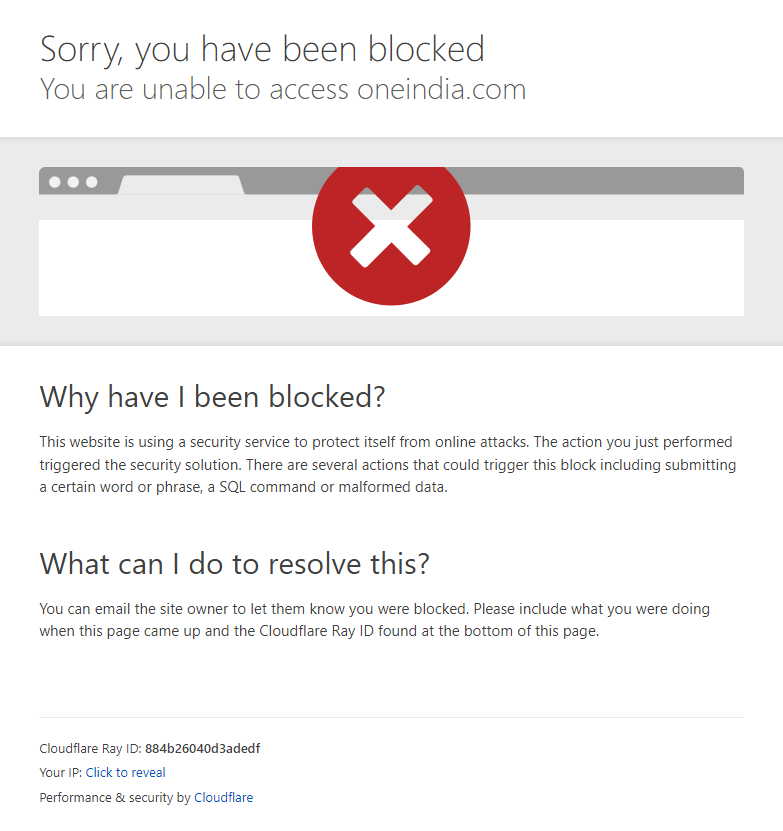 Sorry, you have been blocked
You are unable to access oneindia.com
Why have I been blocked?
This website is using a security service to protect itself from online attacks. The action you just performed
triggered the security solution. There are several actions that could trigger this block including submitting
a certain word or phrase, a SQL command or malformed data.
What can I do to resolve this?
You can email the site owner to let them know you were blocked. Please include what you were doing
when this page came up and the Cloudflare Ray ID found at the bottom of this page.
Cloudflare Ray ID: 884b26040d3adedf
Your IP: Click to reveal
Performance & security by Cloudflare